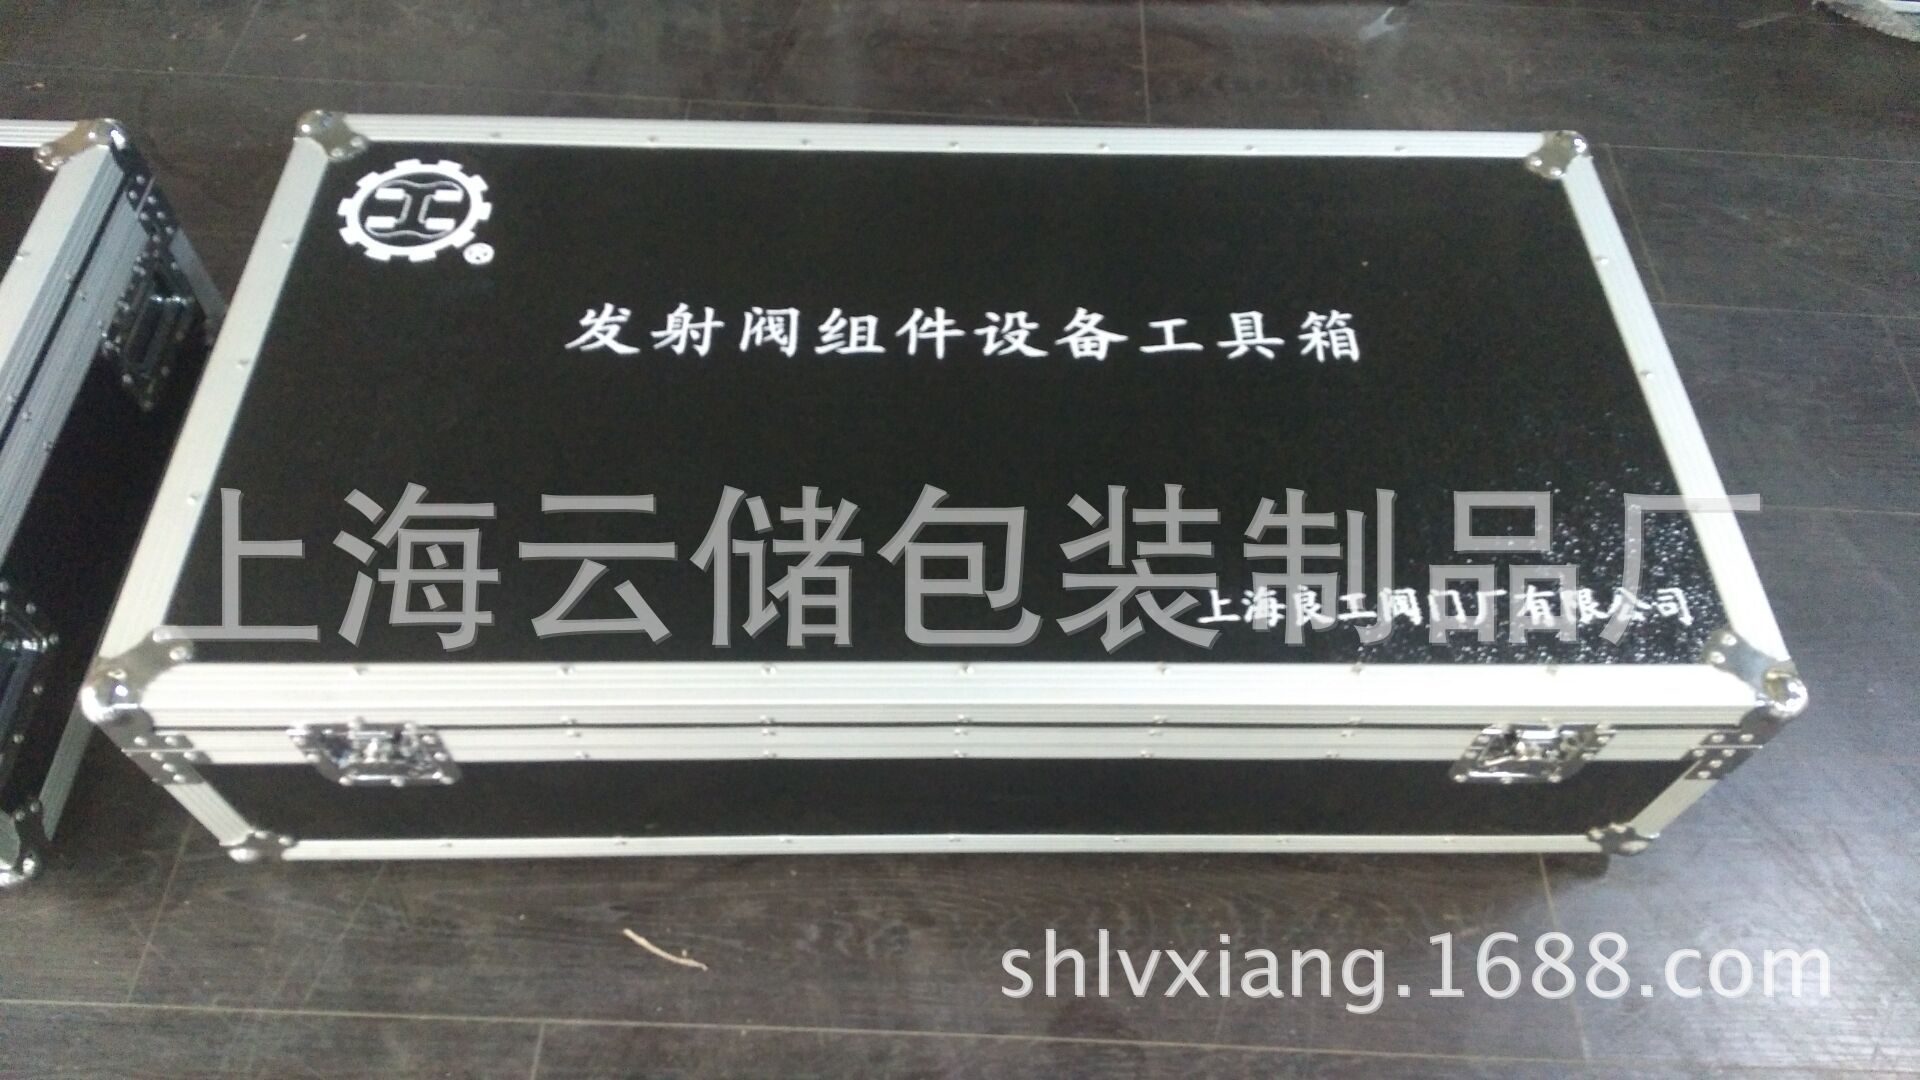 ®
发射阀组件设备工具箱
上海云储包装制品厂
上海良工阀门厂有限公司
shlvxiang.1688.com